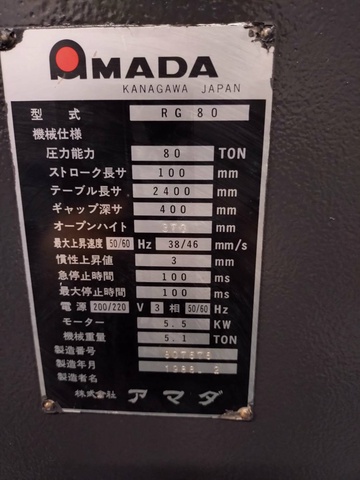 AMADA
KANAGAWA JAPAN
型式 RG 80
機械仕様
圧力能力 80 TON
ストローク長サ 100 mm
テーブル長サ 2400 mm
ギャップ深サ 400 mm
オープンハイト 370 mm
最大上昇速度 50/60 Hz 38/46 mm/s
慣性上昇値 3 mm
急停止時間 100 ms
最大停止時間 100 ms
電源 200/220 V 3 相 50/60 Hz
モーター 5.5 KW
機械重量 5.1 TON
製造番号
製造年月 1988. 2
製造者名
株式会社 アマダ